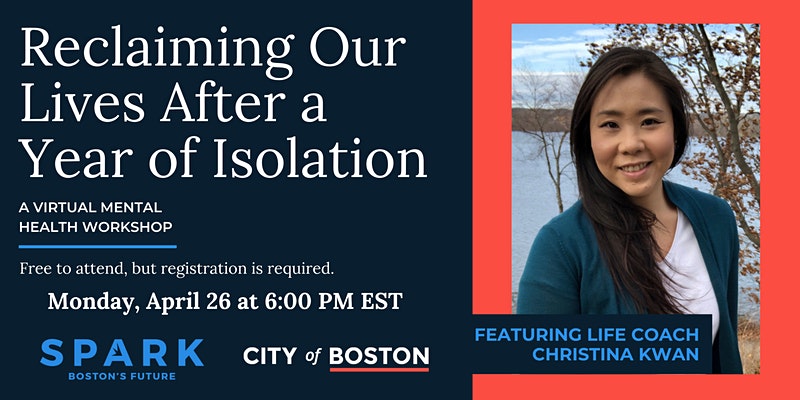 Reclaiming Our
Lives After a
Year of Isolation
A VIRTUAL MENTAL
HEALTH WORKSHOP
Free to attend, but registration is required.
Monday, April 26 at 6:00 PM EST
SPARK
BOSTON'S FUTURE
CITY of BOSTON
FEATURING LIFE COACH
CHRISTINA KWAN